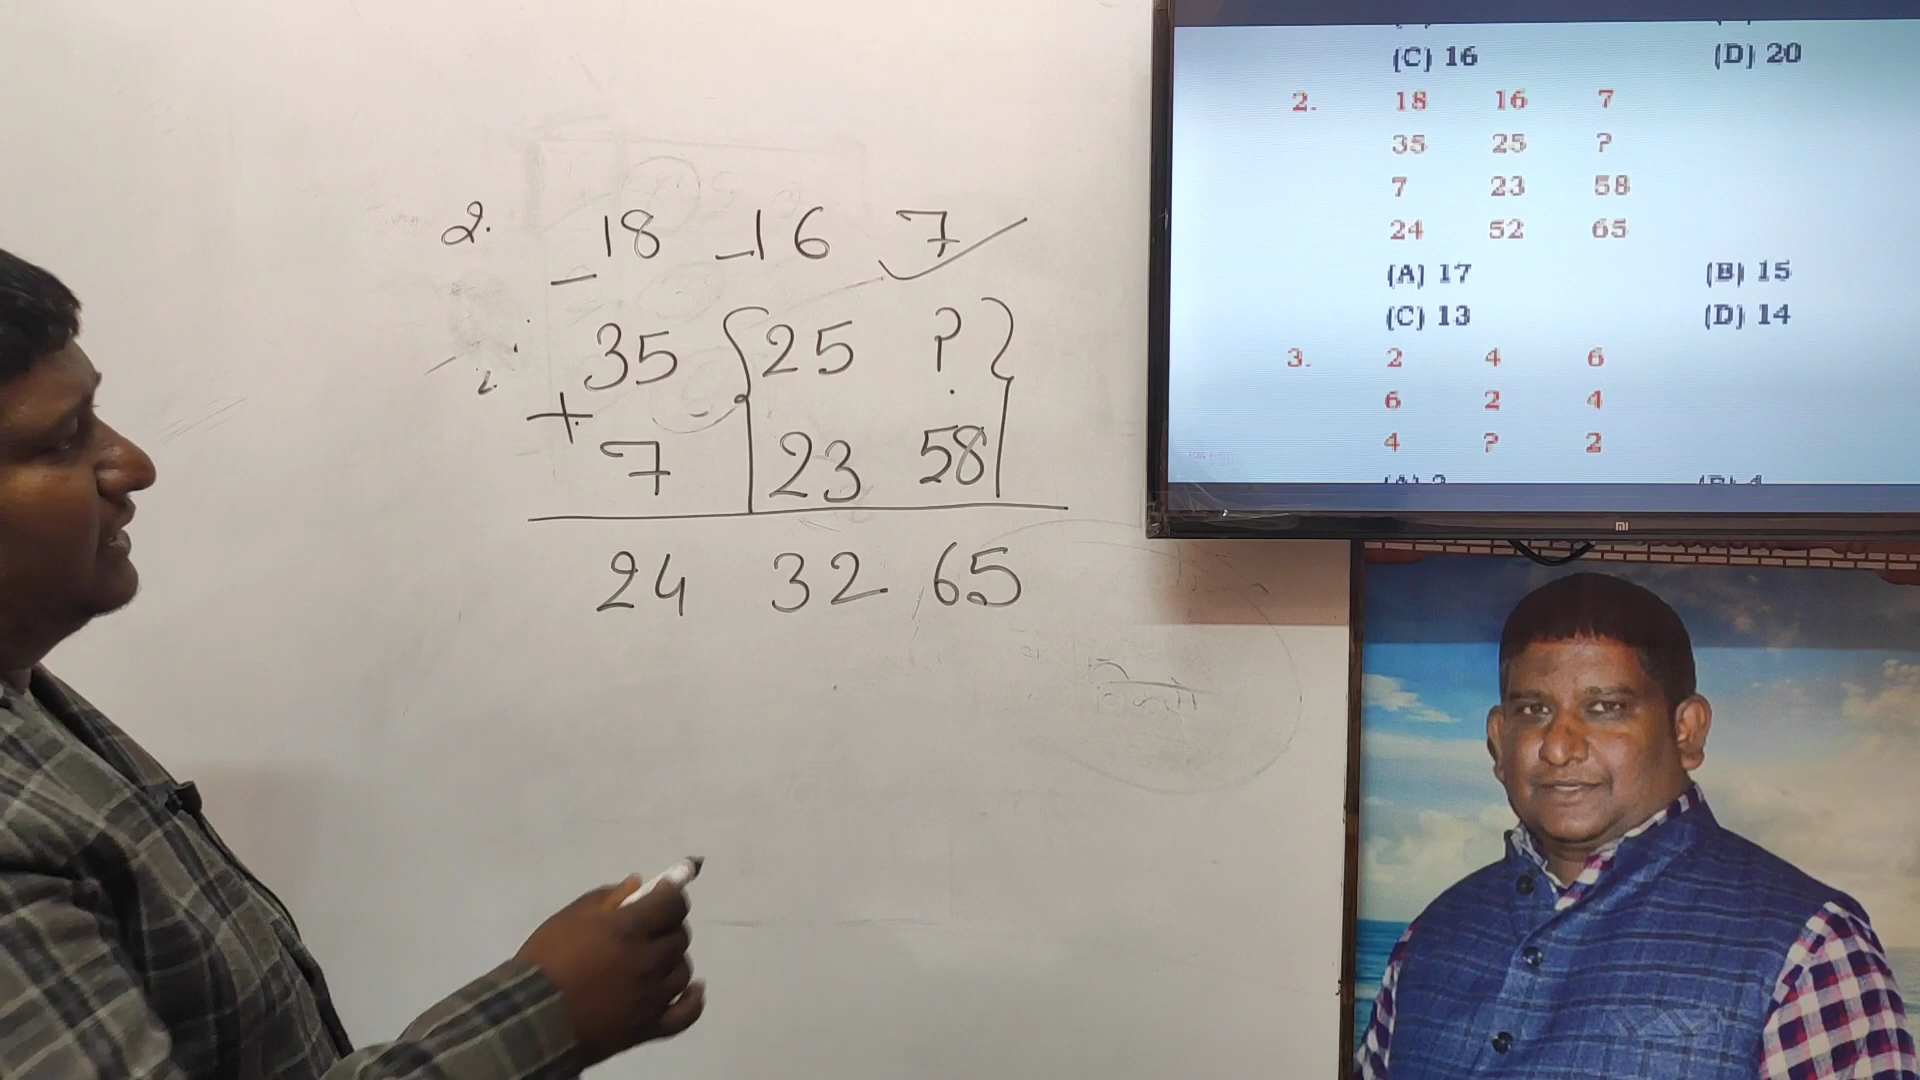 2. 18 -16 7
-
35 25 ?
+
7 23 58
24 32 65
(C) 16 (D) 20
2. 18 16 7
35 25 ?
7 23 58
24 52 65
(A) 17 (B) 15
(C) 13 (D) 14
3. 2 4 6
6 2 4
4 ? 2
mi